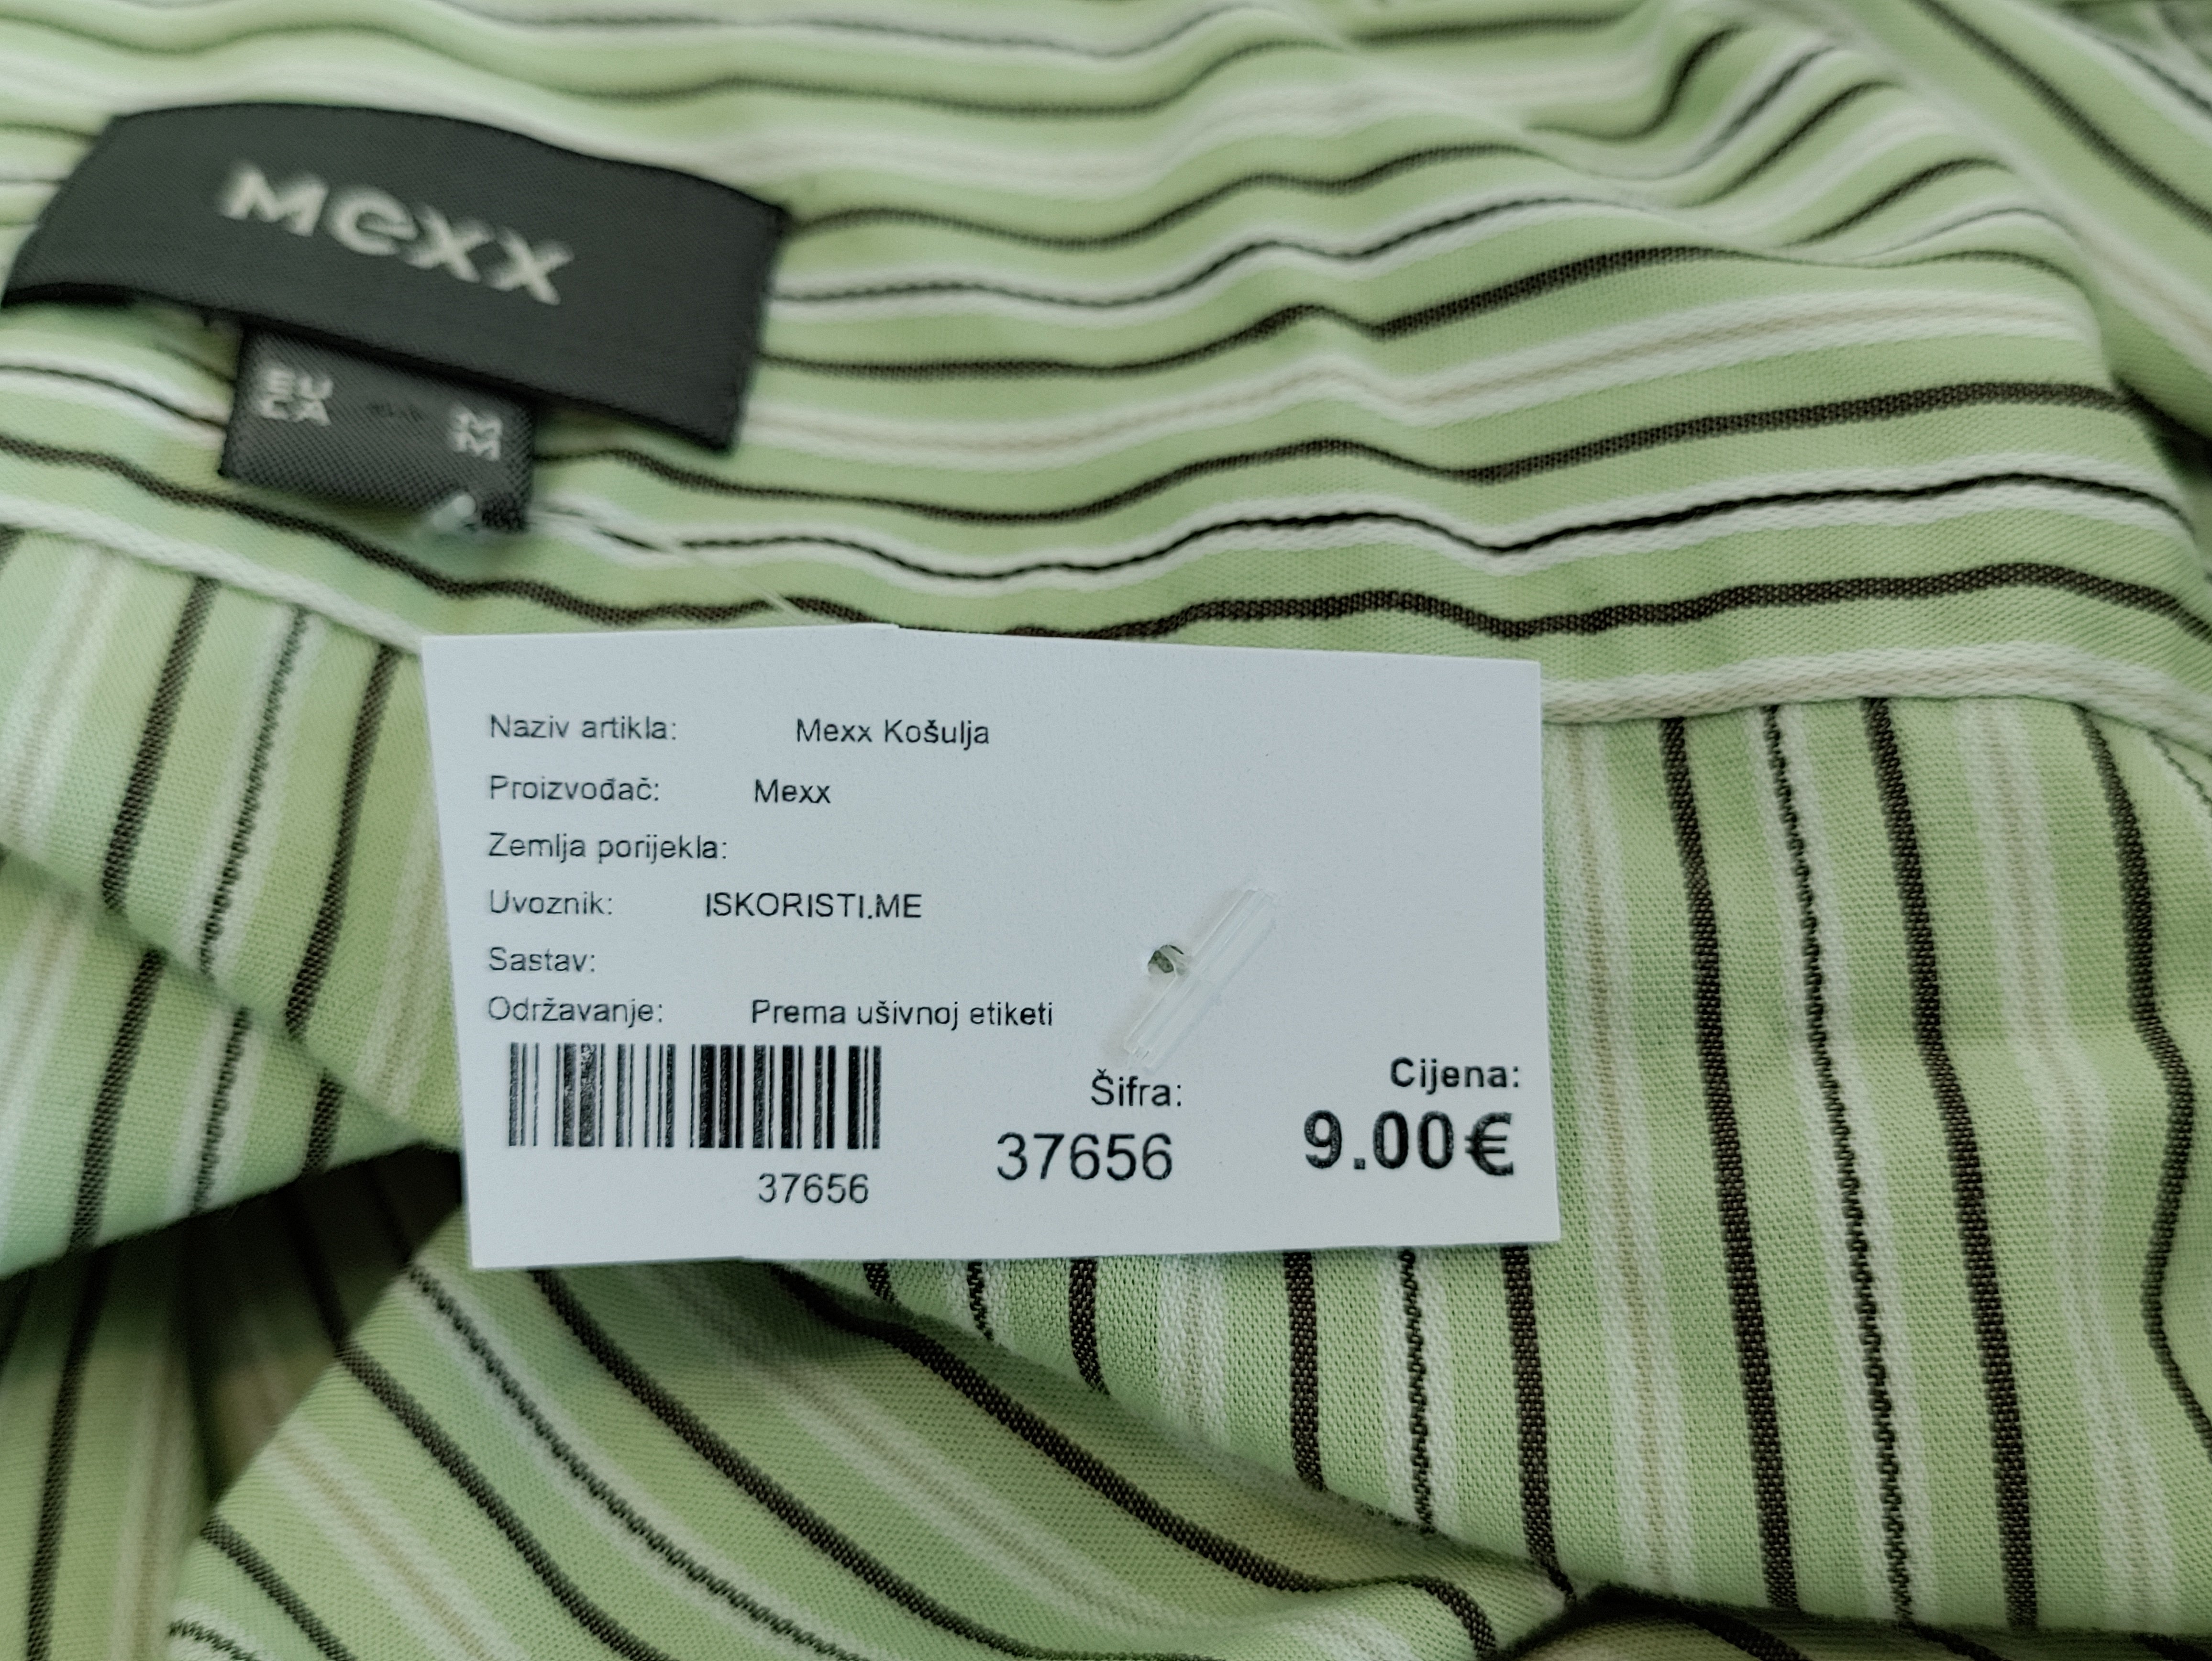 Mexx
EU M
CA M
Naziv artikla: Mexx Košulja
Proizvođač: Mexx
Zemlja porijekla:
Uvoznik: ISKORISTI.ME
Sastav:
Održavanje: Prema ušivnoj etiketi
37656
Šifra:
37656
Cijena:
9.00€